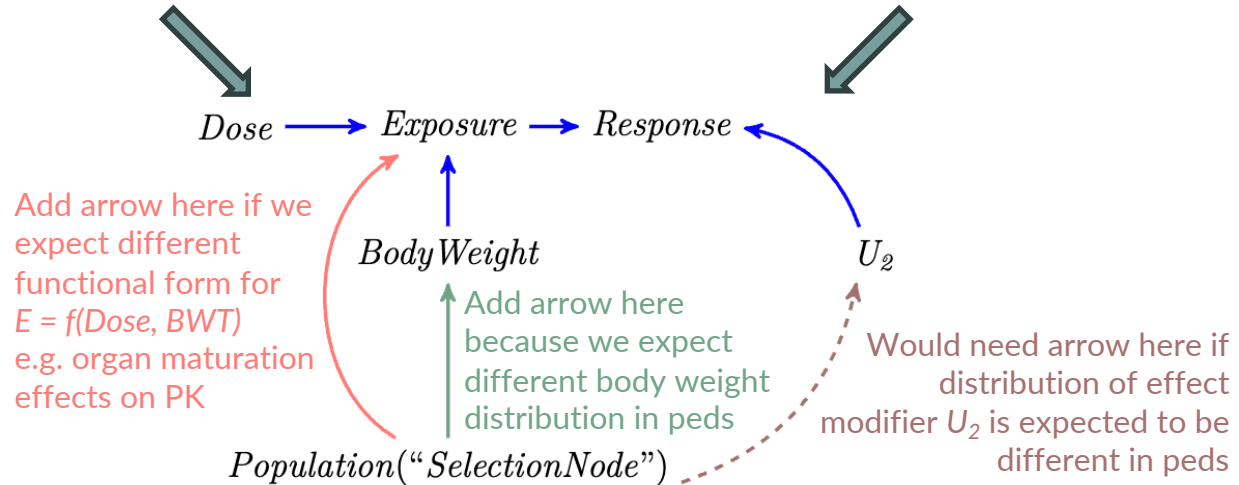 Dose
Exposure
Response
Add arrow here if we
expect different
functional form for
E = f(Dose, BWT)
e.g. organ maturation
effects on PK
BodyWeight
U₂
Add arrow here
because we expect
different body weight
distribution in peds
Would need arrow here if
distribution of effect
modifier U₂ is expected to be
different in peds
Population(“SelectionNode”)